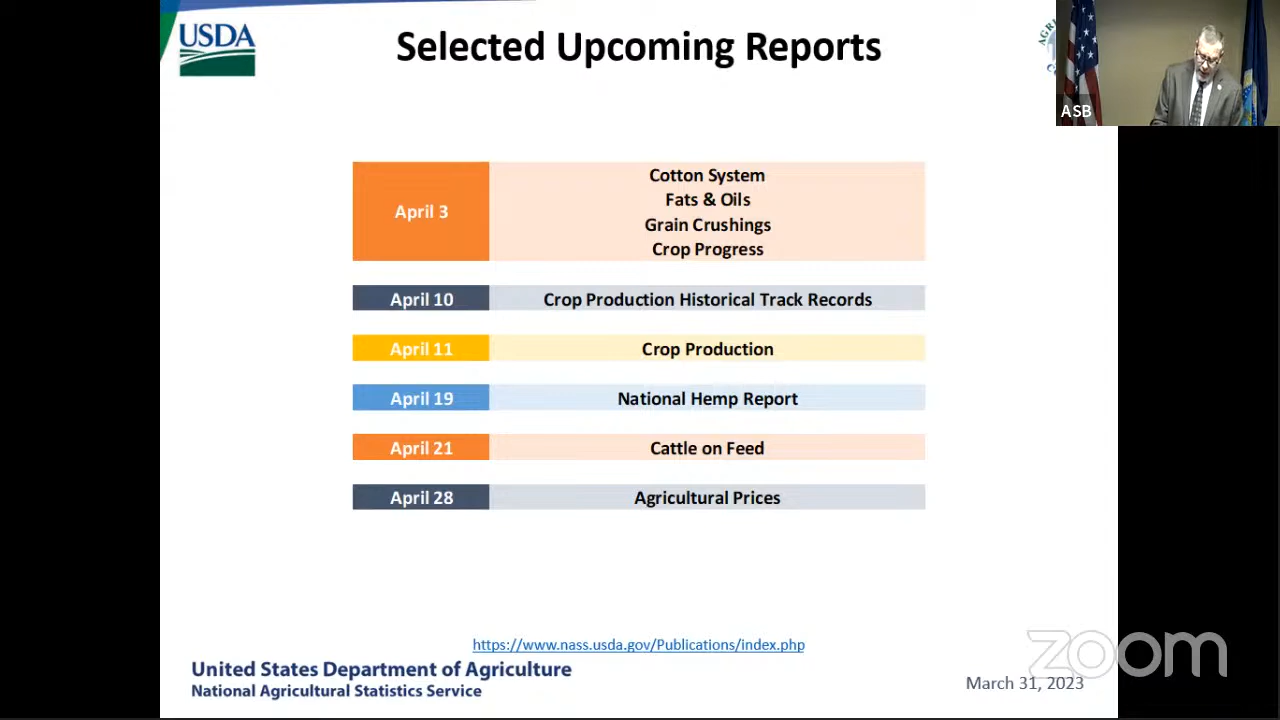 USDA
Selected Upcoming Reports
ASB
April 3
Cotton System
Fats & Oils
Grain Crushings
Crop Progress
April 10
Crop Production Historical Track Records
April 11
Crop Production
April 19
National Hemp Report
April 21
Cattle on Feed
April 28
Agricultural Prices
https://www.nass.usda.gov/Publications/index.php
United States Department of Agriculture
National Agricultural Statistics Service
March 31, 2023
zoom